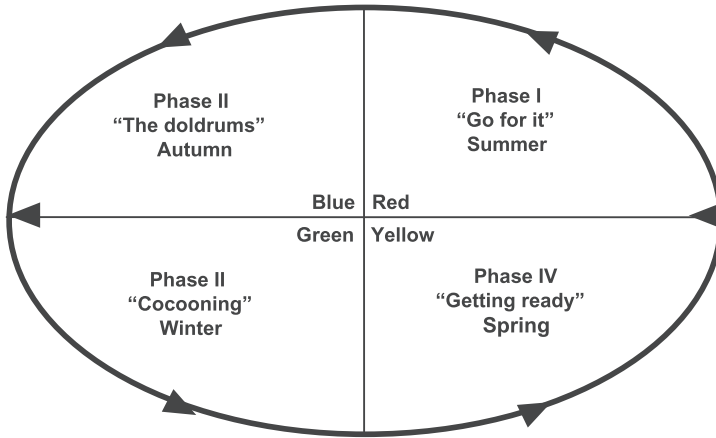 Phase II
“The doldrums”
Autumn
Phase I
“Go for it”
Summer
Blue
Red
Green
Yellow
Phase II
“Cocooning”
Winter
Phase IV
“Getting ready”
Spring